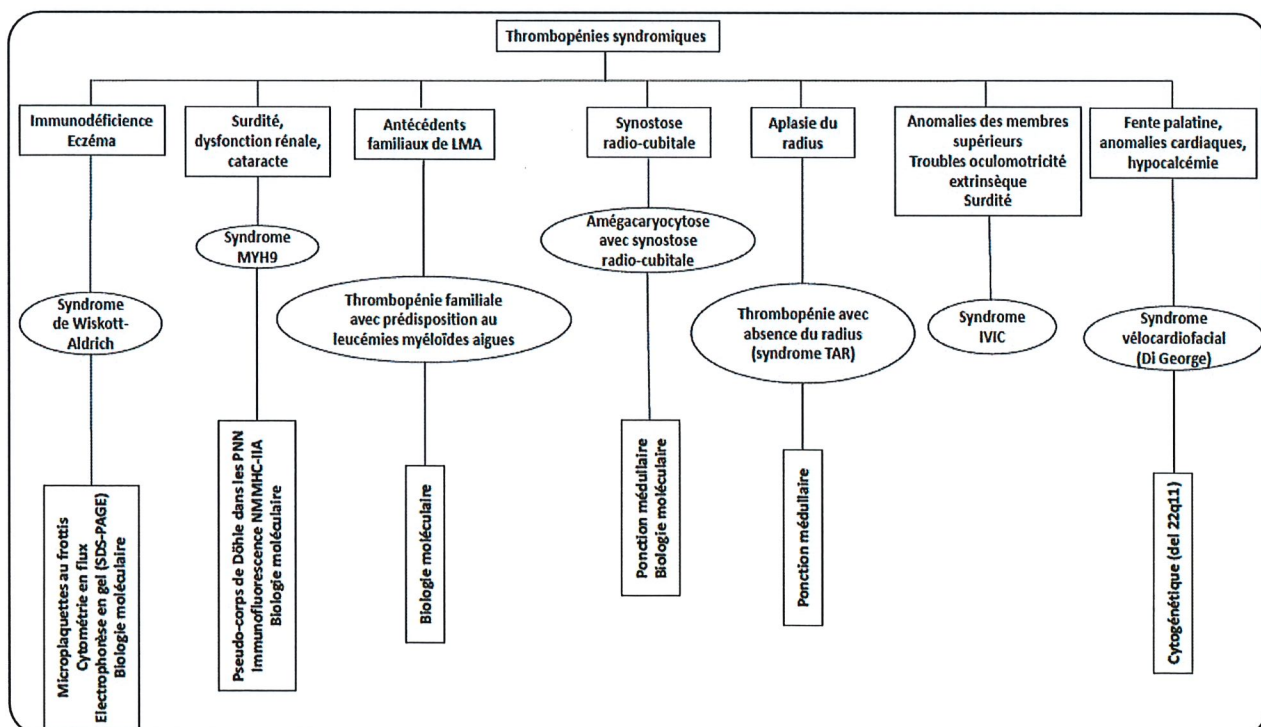 Thrombopénies syndromiques
Immunodéficience
Eczéma
Surdité,
dysfonction rénale,
cataracte
Antécédents
familiaux de LMA
Synostose
radio-cubitale
Aplasie du
radius
Anomalies des membres
supérieurs
Troubles oculomotricité
extrinsèque
Surdité
Fente palatine,
anomalies cardiaques,
hypocalcémie
Syndrome
de Wiskott-
Aldrich
Syndrome
MYH9
Thrombopénie familiale
avec prédisposition au
leucémies myéloïdes aigues
Amégacaryocytose
avec synostose
radio-cubitale
Thrombopénie avec
absence du radius
(syndrome TAR)
Syndrome
IVIC
Syndrome
vélocardiofacial
(Di George)
Microplaquettes au frottis
Cytométrie en flux
Electrophorèse en gel (SDS-PAGE)
Biologie moléculaire
Pseudo-corps de Döhle dans les PNN
Immunofluorescence NMMHC-IIA
Biologie moléculaire
Biologie moléculaire
Ponction médullaire
Biologie moléculaire
Ponction médullaire
Cytogénétique (del 22q11)